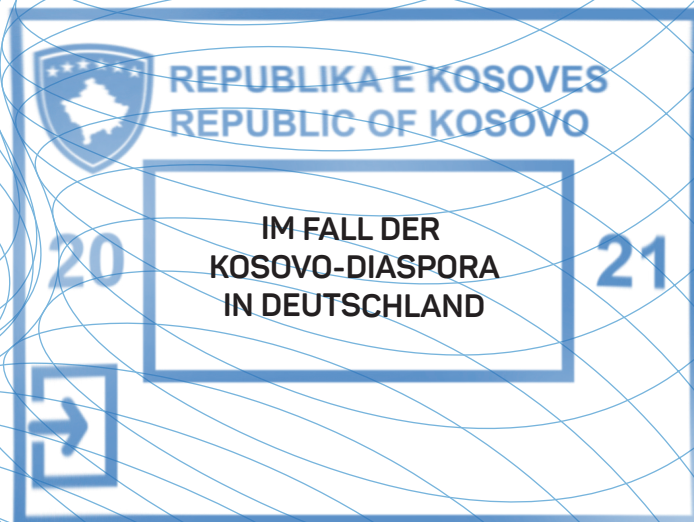 REPUBLIKA E KOSOVES
REPUBLIC OF KOSOVO
IM FALL DER
KOSOVO-DIASPORA
IN DEUTSCHLAND
20 21